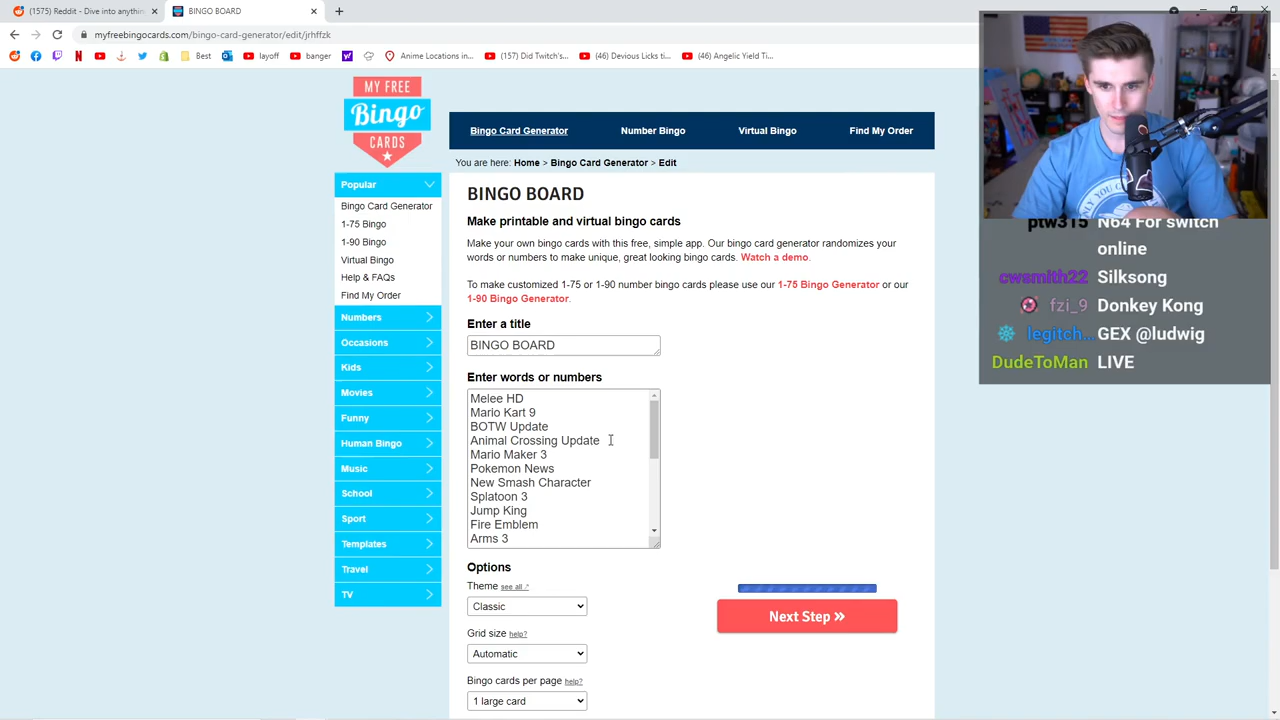 (1575) Reddit - Dive into anythin
BINGO BOARD
myfreebingocards.com/bingo-card-generator/edit/jrhffzk
Best
layoff
banger
Anime Locations in...
(157) Did Twitch's...
(46) Devious Licks ti...
(46) Angelic Yield Ti...
MY FREE
Bingo
CARDS
Bingo Card Generator
Number Bingo
Virtual Bingo
Find My Order
You are here: Home > Bingo Card Generator > Edit
Popular
Bingo Card Generator
1-75 Bingo
1-90 Bingo
Virtual Bingo
Help & FAQs
Find My Order
Numbers
Occasions
Kids
Movies
Funny
Human Bingo
Music
School
Sport
Templates
Travel
TV
BINGO BOARD
Make printable and virtual bingo cards
Make your own bingo cards with this free, simple app. Our bingo card generator randomizes your
words or numbers to make unique, great looking bingo cards. Watch a demo.
To make customized 1-75 or 1-90 number bingo cards please use our 1-75 Bingo Generator or our
1-90 Bingo Generator.
Enter a title
BINGO BOARD
Enter words or numbers
Melee HD
Mario Kart 9
BOTW Update
Animal Crossing Update
Mario Maker 3
Pokemon News
New Smash Character
Splatoon 3
Jump King
Fire Emblem
Arms 3
Options
Theme see all
Classic
Grid size help?
Automatic
Bingo cards per page help?
1 large card
Next Step »
ptw315 N64 For switch
online
cwsmith22 Silksong
fzi_9 Donkey Kong
legitch... GEX @ludwig
DudeToMan LIVE